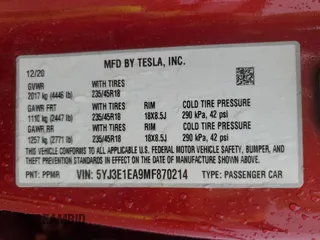 MFD BY TESLA, INC.
12/20
GVWR WITH TIRES
2017 kg (4446 lb) 235/45R18
GAWR FRT WITH TIRES RIM COLD TIRE PRESSURE
1110 kg (2447 lb) 235/45R18 18X8.5J 290 kPa, 42 psi
GAWR RR WITH TIRES RIM COLD TIRE PRESSURE
1257 kg (2771 lb) 235/45R18 18X8.5J 290 kPa, 42 psi
THIS VEHICLE CONFORMS TO ALL APPLICABLE U.S. FEDERAL MOTOR VEHICLE SAFETY, BUMPER, AND
THEFT PREVENTION STANDARDS IN EFFECT ON THE DATE OF MANUFACTURE SHOWN ABOVE.
PNT: PPMR VIN: 5YJ3E1EA9MF870214 TYPE: PASSENGER CAR